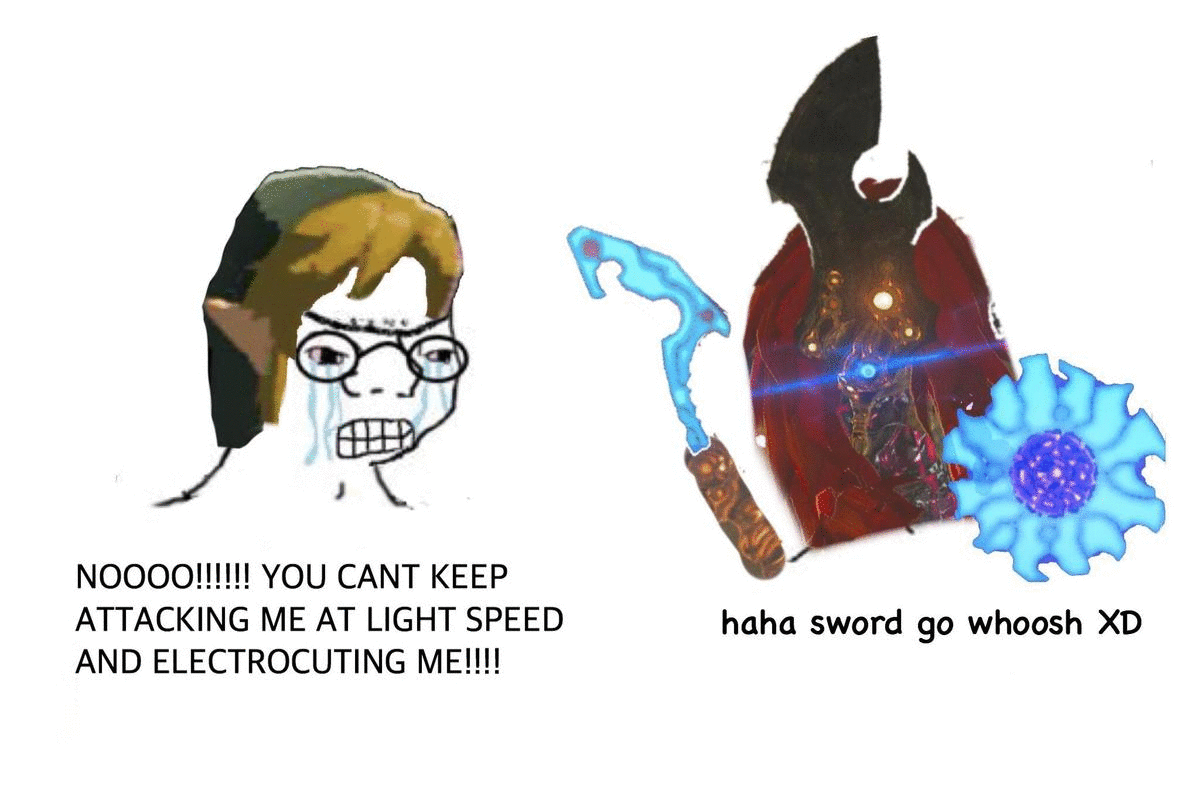 NOOOO!!!!!! YOU CANT KEEP
ATTACKING ME AT LIGHT SPEED
AND ELECTROCUTING ME!!!!
haha sword go whoosh XD